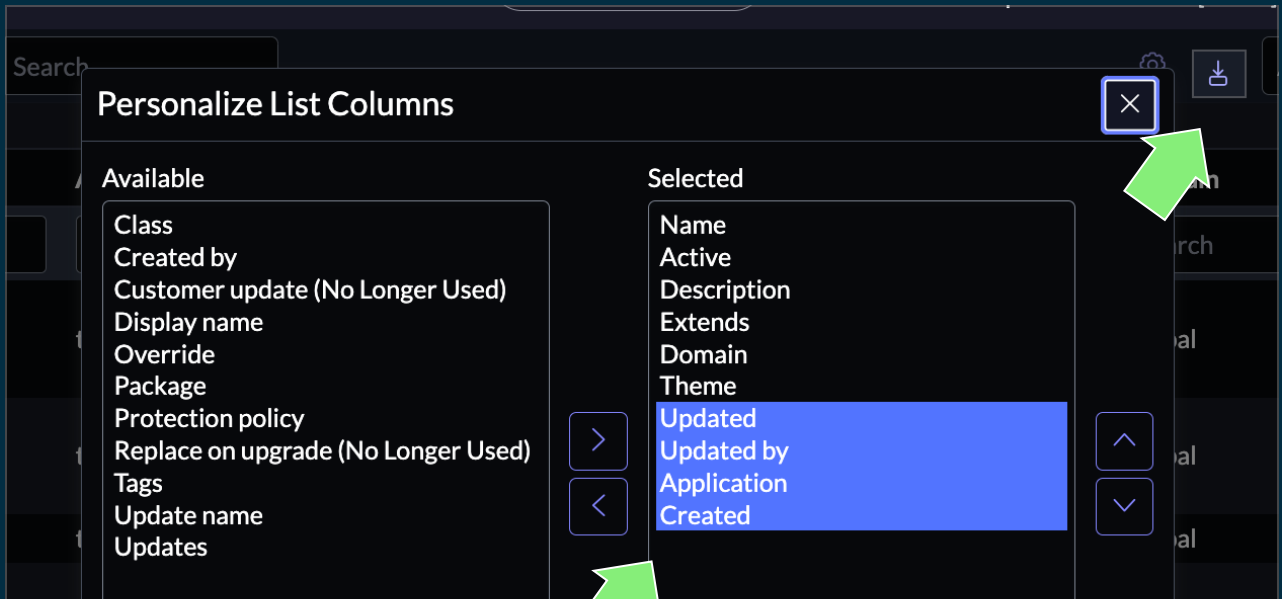 Search
Personalize List Columns
Available
Selected
Class
Created by
Customer update (No Longer Used)
Display name
Override
Package
Protection policy
Replace on upgrade (No Longer Used)
Tags
Update name
Updates
Name
Active
Description
Extends
Domain
Theme
Updated
Updated by
Application
Created